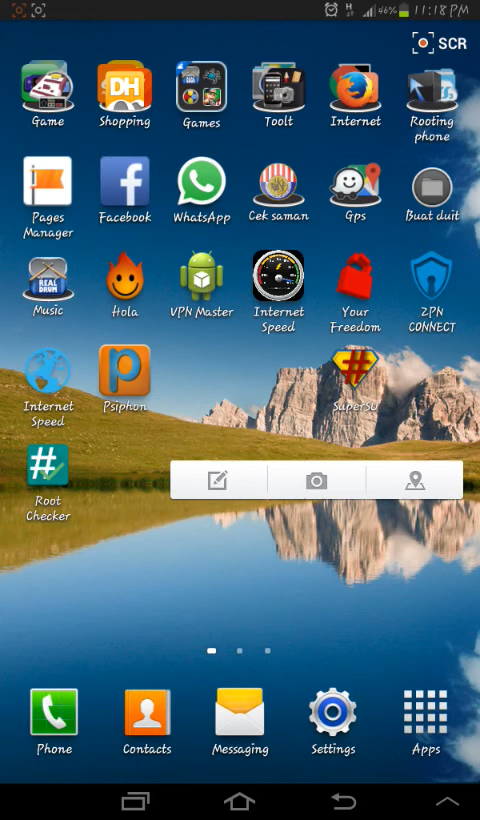 H
46% 11:18 PM
SCR
Game
Shopping
Games
Toolt
Internet
Rooting
phone
DH
Pages
Manager
Facebook
WhatsApp
Cek saman
Gps
Buat duit
REAL
DRUM
Music
Hola
VPN Master
Internet
Speed
Your
Freedom
ZPN
CONNECT
Internet
Speed
Psiphon
SuperSU
#
Root
Checker
Phone
Contacts
Messaging
Settings
Apps